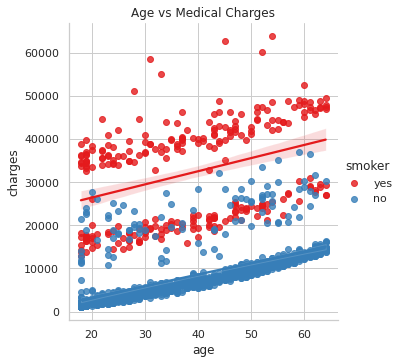 Age vs Medical Charges
60000
50000
40000
30000
20000
10000
0
charges
20
30
40
50
60
age
smoker
yes
no